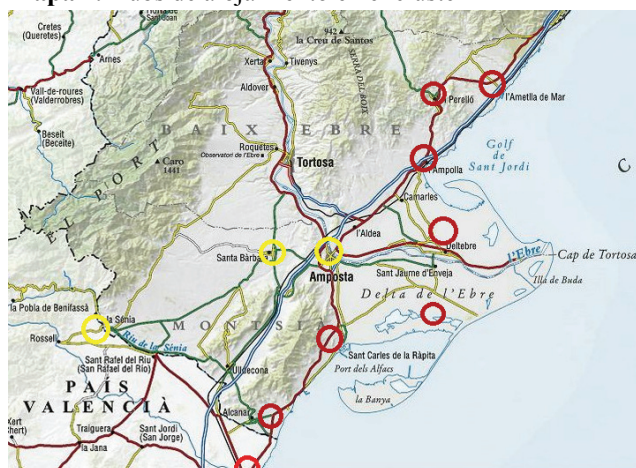 Cretes
(Queretes)
Arnes
942
la Creu de Santos
Xerta
Tivenys
SERRA DEL BOIX
Aldover
Vall-de-roures
(Valderrobres)
El Perelló
l'Ametlla de Mar
Beseit
(Beceite)
BAIX EBRE
EL PORT
Caro
1441
Roquetes
Observatori de l'Ebre
Tortosa
Golf
de
Sant Jordi
l'Ampolla
Camarles
l'Aldea
Deltebre
l'Ebre
Cap de Tortosa
Santa Bàrbara
Amposta
Sant Jaume d'Enveja
Illa de Buda
Delta de l'Ebre
la Pobla de Benifassà
la Sénia
MONTSIÀ
Rossell
Riu de la Sénia
Sant Rafel del Riu
(San Rafael del Río)
Sant Carles de la Ràpita
Port dels Alfacs
Ulldecona
la Banya
PAÍS
VALENCIÀ
Alcanar
Xert
(Chert)
Traiguera
la Jana
Sant Jordi
(San Jorge)